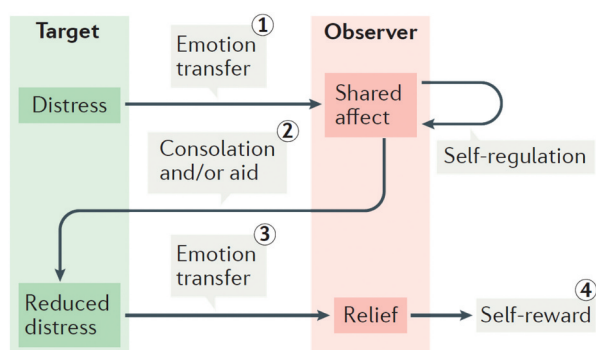 Target
Observer
①
Emotion
transfer
Distress
Shared
affect
②
Consolation
and/or aid
Self-regulation
③
Emotion
transfer
④
Reduced
distress
Relief
Self-reward